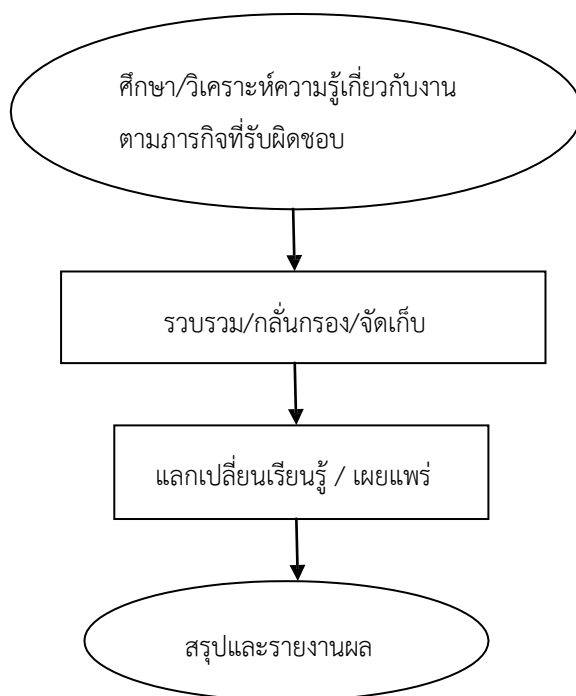 ศึกษา/วิเคราะห์ความรู้เกี่ยวกับงาน
ตามภารกิจที่รับผิดชอบ
รวบรวม/กลั่นกรอง/จัดเก็บ
แลกเปลี่ยนเรียนรู้ / เผยแพร่
สรุปและรายงานผล